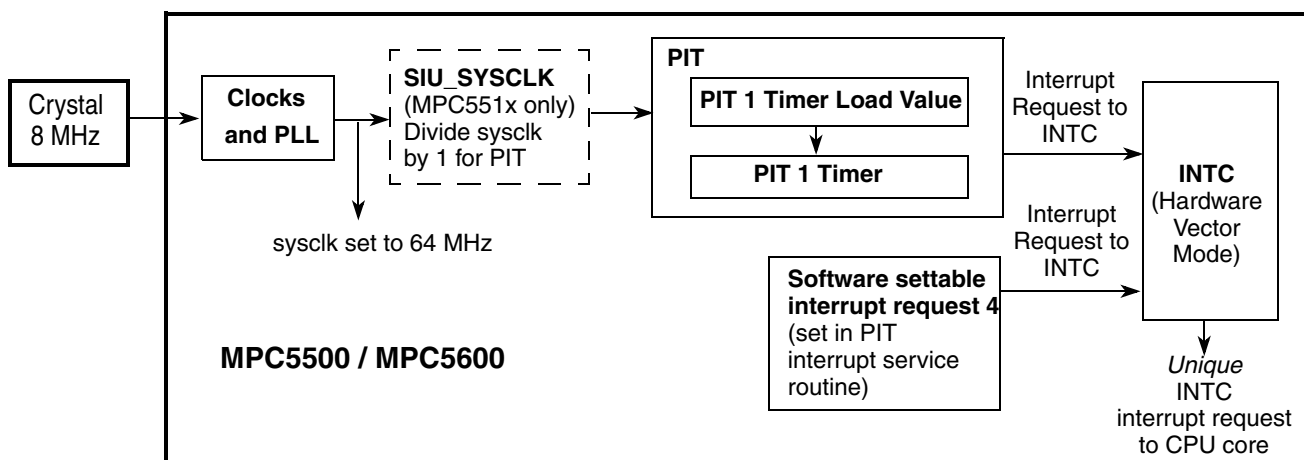 Crystal
8 MHz
Clocks
and PLL
sysclk set to 64 MHz
SIU_SYSCLK
(MPC551x only)
Divide sysclk
by 1 for PIT
PIT
PIT 1 Timer Load Value
PIT 1 Timer
Interrupt
Request to
INTC
Software settable
interrupt request 4
(set in PIT
interrupt service
routine)
Interrupt
Request to
INTC
INTC
(Hardware
Vector
Mode)
Unique
INTC
interrupt request
to CPU core
MPC5500 / MPC5600